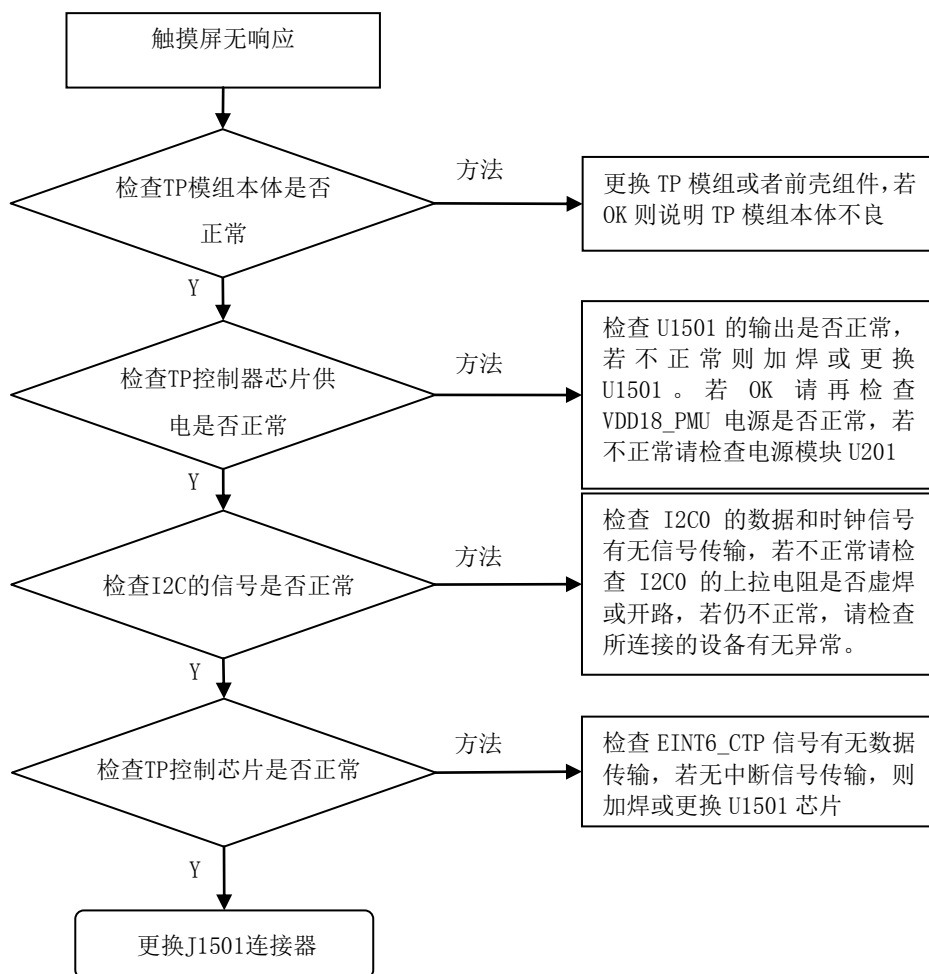 触摸屏无响应
检查TP模组本体是否
正常
方法
更换 TP 模组或者前壳组件,若
OK 则说明 TP 模组本体不良
Y
检查TP控制器芯片供
电是否正常
方法
检查 U1501 的输出是否正常，
若不正常则加焊或更换
U1501。若 OK 请再检查
VDD18_PMU 电源是否正常，若
不正常请检查电源模块 U201
Y
检查I2C的信号是否正常
方法
检查 I2C0 的数据和时钟信号
有无信号传输，若不正常请检
查 I2C0 的上拉电阻是否虚焊
或开路，若仍不正常，请检查
所连接的设备有无异常。
Y
检查TP控制芯片是否正常
方法
检查 EINT6_CTP 信号有无数据
传输，若无中断信号传输，则
加焊或更换 U1501 芯片
Y
更换J1501连接器